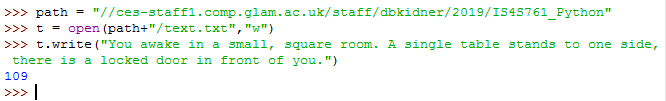 >>> path = "//ces-staff1.comp.glam.ac.uk/staff/dbkidner/2019/IS4S761_Python"
>>> t = open(path+"/text.txt","w")
>>> t.write("You awake in a small, square room. A single table stands to one side,
 there is a locked door in front of you.")
109
>>>